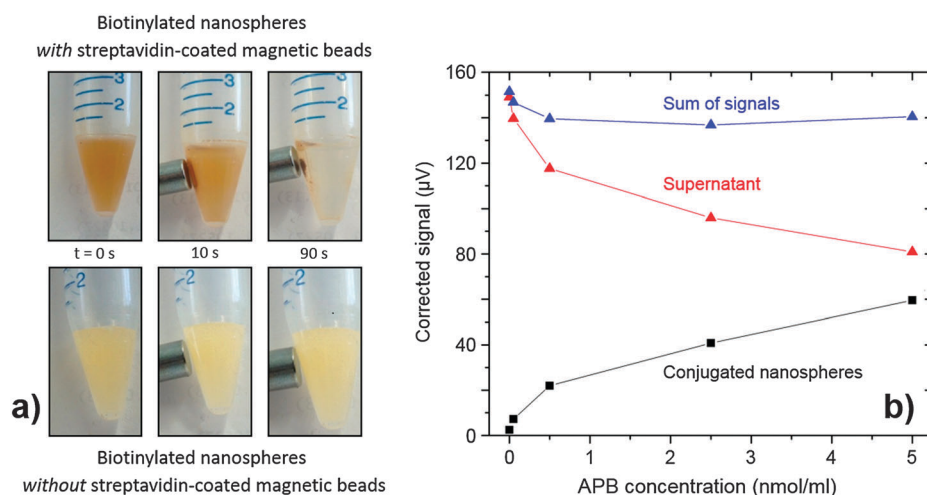 Biotinylated nanospheres
with streptavidin-coated magnetic beads
3
2
3
2
3
2
t = 0 s
10 s
90 s
-2
-2
-2
a)
Biotinylated nanospheres
without streptavidin-coated magnetic beads
160
120
80
40
0
Corrected signal (µV)
Sum of signals
Supernatant
Conjugated nanospheres
b)
0 1 2 3 4 5
APB concentration (nmol/ml)